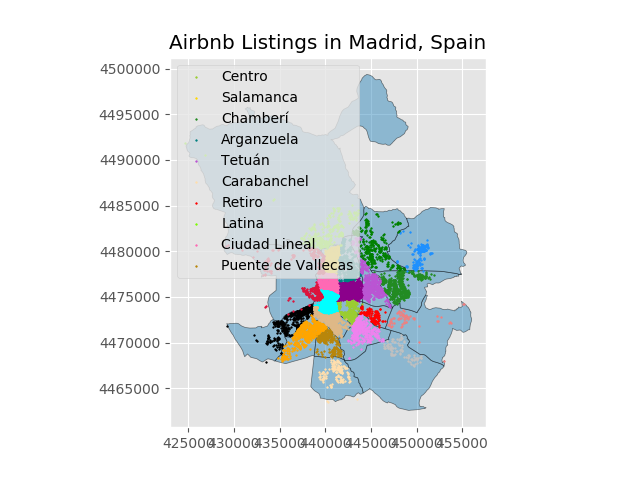 Airbnb Listings in Madrid, Spain
4500000
4495000
4490000
4485000
4480000
4475000
4470000
4465000
Centro
Salamanca
Chamberí
Arganzuela
Tetuán
Carabanchel
Retiro
Latina
Ciudad Lineal
Puente de Vallecas
425000 430000 435000 440000 445000 450000 455000